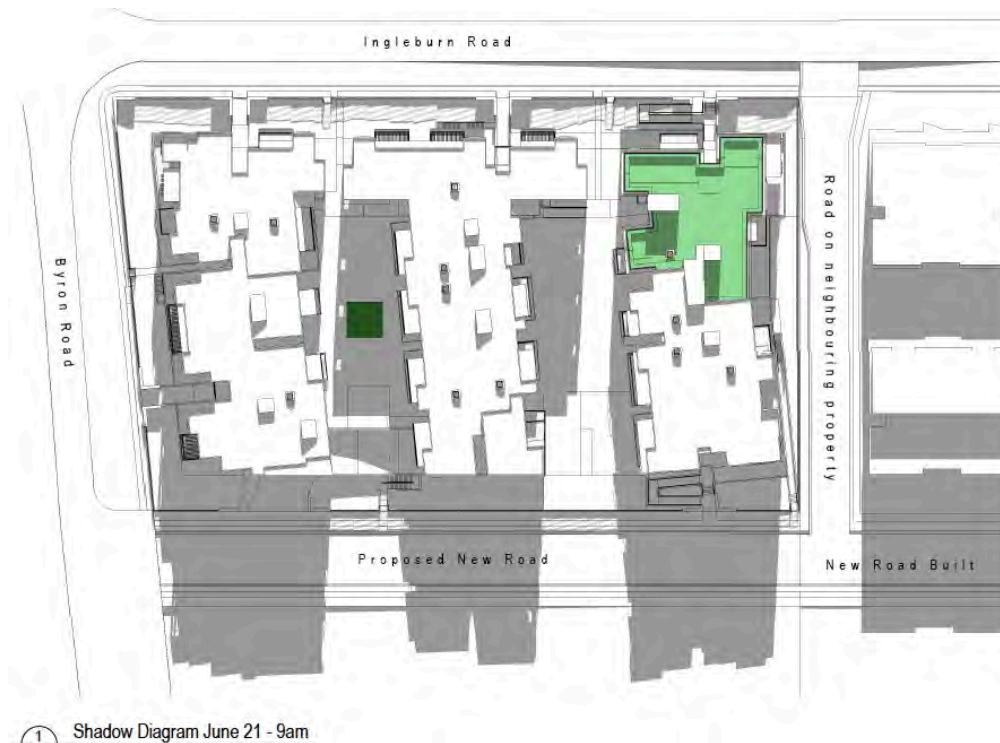 Ingleburn Road
Byron Road
Road on neighbouring property
Proposed New Road
New Road Built
1 Shadow Diagram June 21 - 9am